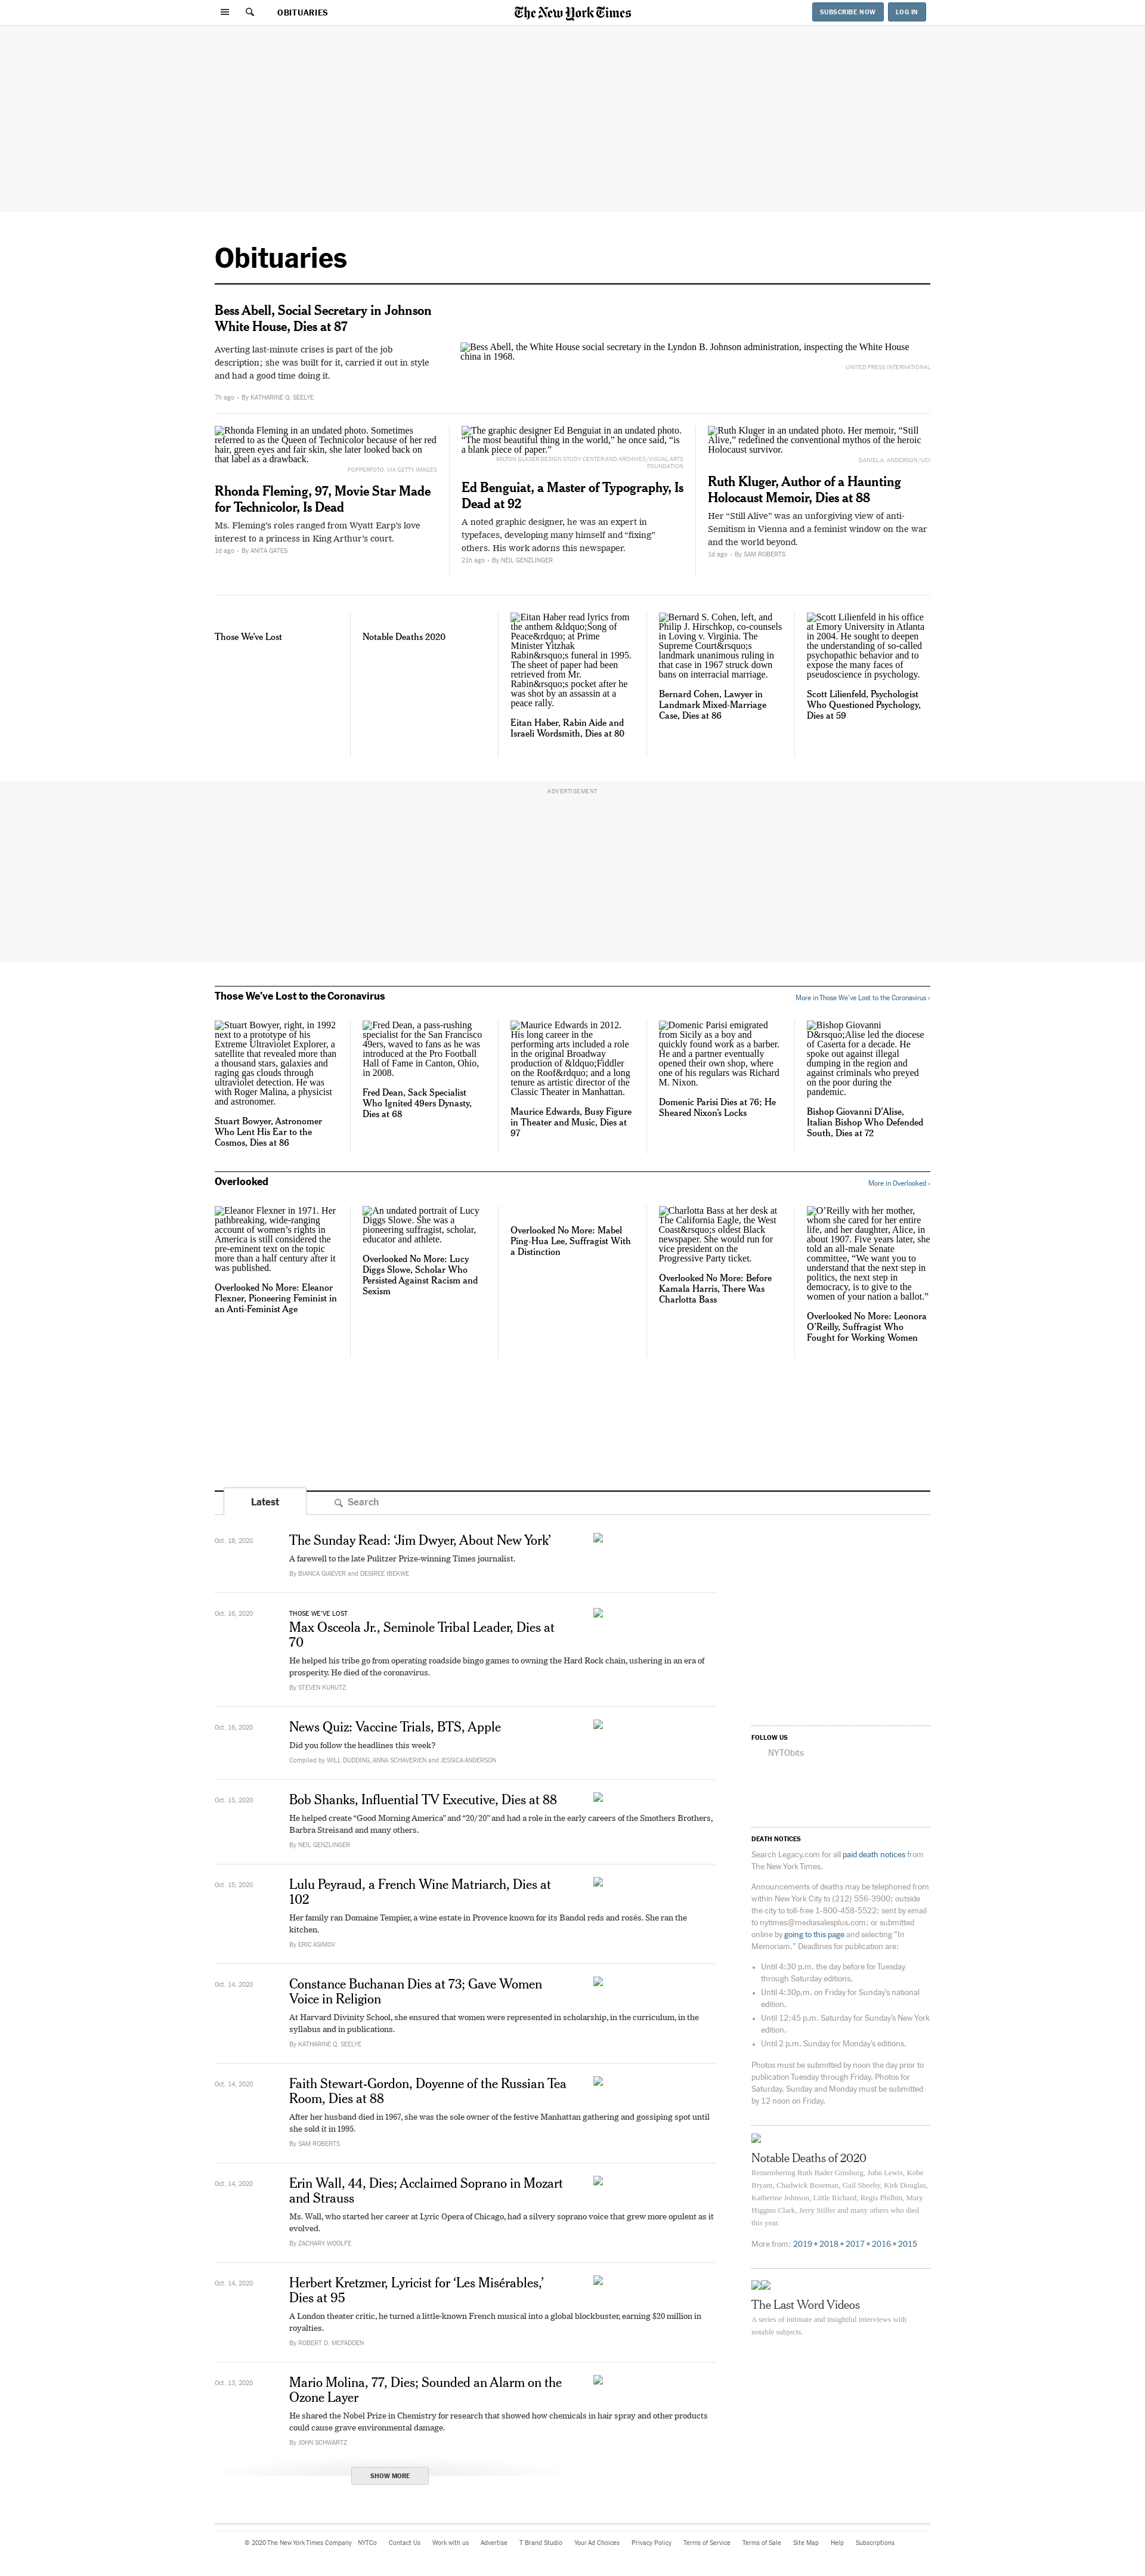 OBITUARIES
The New York Times
SUBSCRIBE NOW
LOG IN
Obituaries
Bess Abell, Social Secretary in Johnson
White House, Dies at 87
Averting last-minute crises is part of the job
description; she was built for it, carried it out in style
and had a good time doing it.
7h ago · By KATHARINE Q. SEELYE
Bess Abell, the White House social secretary in the Lyndon B. Johnson administration, inspecting the White House
china in 1968.
UNITED PRESS INTERNATIONAL
Rhonda Fleming in an undated photo. Sometimes
referred to as the Queen of Technicolor because of her red
hair, green eyes and fair skin, she later looked back on
that label as a drawback.
POPPERFOTO, VIA GETTY IMAGES
Rhonda Fleming, 97, Movie Star Made
for Technicolor, Is Dead
Ms. Fleming's roles ranged from Wyatt Earp's love
interest to a princess in King Arthur's court.
1d ago · By ANITA GATES
The graphic designer Ed Benguiat in an undated photo.
“The most beautiful thing in the world,” he once said, “is
a blank piece of paper.”
MILTON GLASER DESIGN STUDY CENTER AND ARCHIVES/VISUAL ARTS
FOUNDATION
Ed Benguiat, a Master of Typography, Is
Dead at 92
A noted graphic designer, he was an expert in
typefaces, developing many himself and “fixing”
others. His work adorns this newspaper.
21h ago · By NEIL GENZLINGER
Ruth Kluger in an undated photo. Her memoir, “Still
Alive,” redefined the conventional mythos of the heroic
Holocaust survivor.
DANIEL A. ANDERSON/UCI
Ruth Kluger, Author of a Haunting
Holocaust Memoir, Dies at 88
Her “Still Alive” was an unforgiving view of anti-
Semitism in Vienna and a feminist window on the war
and the world beyond.
1d ago · By SAM ROBERTS
Those We've Lost
Notable Deaths 2020
Eitan Haber read lyrics from
the anthem &ldquo;Song of
Peace&rdquo; at Prime
Minister Yitzhak
Rabin&rsquo;s funeral in 1995.
The sheet of paper had been
retrieved from Mr.
Rabin&rsquo;s pocket after he
was shot by an assassin at a
peace rally.
Eitan Haber, Rabin Aide and
Israeli Wordsmith, Dies at 80
Bernard S. Cohen, left, and
Philip J. Hirschkop, co-counsels
in Loving v. Virginia. The
Supreme Court&rsquo;s
landmark unanimous ruling in
that case in 1967 struck down
bans on interracial marriage.
Bernard Cohen, Lawyer in
Landmark Mixed-Marriage
Case, Dies at 86
Scott Lilienfeld in his office
at Emory University in Atlanta
in 2004. He sought to deepen
the understanding of so-called
psychopathic behavior and to
expose the many faces of
pseudoscience in psychology.
Scott Lilienfeld, Psychologist
Who Questioned Psychology,
Dies at 59
ADVERTISEMENT
Those We've Lost to the Coronavirus
More in Those We've Lost to the Coronavirus ›
Stuart Bowyer, right, in 1992
next to a prototype of his
Extreme Ultraviolet Explorer, a
satellite that revealed more than
a thousand stars, galaxies and
raging gas clouds through
ultraviolet detection. He was
with Roger Malina, a physicist
and astronomer.
Stuart Bowyer, Astronomer
Who Lent His Ear to the
Cosmos, Dies at 86
Fred Dean, a pass-rushing
specialist for the San Francisco
49ers, waved to fans as he was
introduced at the Pro Football
Hall of Fame in Canton, Ohio,
in 2008.
Fred Dean, Sack Specialist
Who Ignited 49ers Dynasty,
Dies at 68
Maurice Edwards in 2012.
His long career in the
performing arts included a role
in the original Broadway
production of &ldquo;Fiddler
on the Roof&rdquo; and a long
tenure as artistic director of the
Classic Theater in Manhattan.
Maurice Edwards, Busy Figure
in Theater and Music, Dies at
97
Domenic Parisi emigrated
from Sicily as a boy and
quickly found work as a barber.
He and a partner eventually
opened their own shop, where
one of his regulars was Richard
M. Nixon.
Domenic Parisi Dies at 76; He
Sheared Nixon's Locks
Bishop Giovanni
D&rsquo;Alise led the diocese
of Caserta for a decade. He
spoke out against illegal
dumping in the region and
against criminals who preyed
on the poor during the
pandemic.
Bishop Giovanni D'Alise,
Italian Bishop Who Defended
South, Dies at 72
Overlooked
More in Overlooked ›
Eleanor Flexner in 1971. Her
pathbreaking, wide-ranging
account of women's rights in
America is still considered the
pre-eminent text on the topic
more than a half century after it
was published.
Overlooked No More: Eleanor
Flexner, Pioneering Feminist in
an Anti-Feminist Age
An undated portrait of Lucy
Diggs Slowe. She was a
pioneering suffragist, scholar,
educator and athlete.
Overlooked No More: Lucy
Diggs Slowe, Scholar Who
Persisted Against Racism and
Sexism
Overlooked No More: Mabel
Ping-Hua Lee, Suffragist With
a Distinction
Charlotta Bass at her desk at
The California Eagle, the West
Coast&rsquo;s oldest Black
newspaper. She would run for
vice president on the
Progressive Party ticket.
Overlooked No More: Before
Kamala Harris, There Was
Charlotta Bass
O'Reilly with her mother,
whom she cared for her entire
life, and her daughter, Alice, in
about 1907. Five years later, she
told an all-male Senate
committee, “We want you to
understand that the next step in
politics, the next step in
democracy, is to give to the
women of your nation a ballot.”
Overlooked No More: Leonora
O'Reilly, Suffragist Who
Fought for Working Women
Latest
Search
Oct. 18, 2020
The Sunday Read: ‘Jim Dwyer, About New York’
A farewell to the late Pulitzer Prize-winning Times journalist.
By BIANCA GIAEVER and DESIREE IBEKWE
Oct. 16, 2020
THOSE WE'VE LOST
Max Osceola Jr., Seminole Tribal Leader, Dies at
70
He helped his tribe go from operating roadside bingo games to owning the Hard Rock chain, ushering in an era of
prosperity. He died of the coronavirus.
By STEVEN KURUTZ
Oct. 16, 2020
News Quiz: Vaccine Trials, BTS, Apple
Did you follow the headlines this week?
Compiled by WILL DUDDING, ANNA SCHAVERIEN and JESSICA ANDERSON
Oct. 15, 2020
Bob Shanks, Influential TV Executive, Dies at 88
He helped create “Good Morning America” and “20/20” and had a role in the early careers of the Smothers Brothers,
Barbra Streisand and many others.
By NEIL GENZLINGER
Oct. 15, 2020
Lulu Peyraud, a French Wine Matriarch, Dies at
102
Her family ran Domaine Tempier, a wine estate in Provence known for its Bandol reds and rosés. She ran the
kitchen.
By ERIC ASIMOV
Oct. 14, 2020
Constance Buchanan Dies at 73; Gave Women
Voice in Religion
At Harvard Divinity School, she ensured that women were represented in scholarship, in the curriculum, in the
syllabus and in publications.
By KATHARINE Q. SEELYE
Oct. 14, 2020
Faith Stewart-Gordon, Doyenne of the Russian Tea
Room, Dies at 88
After her husband died in 1967, she was the sole owner of the festive Manhattan gathering and gossiping spot until
she sold it in 1995.
By SAM ROBERTS
Oct. 14, 2020
Erin Wall, 44, Dies; Acclaimed Soprano in Mozart
and Strauss
Ms. Wall, who started her career at Lyric Opera of Chicago, had a silvery soprano voice that grew more opulent as it
evolved.
By ZACHARY WOOLFE
Oct. 14, 2020
Herbert Kretzmer, Lyricist for ‘Les Misérables,’
Dies at 95
A London theater critic, he turned a little-known French musical into a global blockbuster, earning $20 million in
royalties.
By ROBERT D. MCFADDEN
Oct. 13, 2020
Mario Molina, 77, Dies; Sounded an Alarm on the
Ozone Layer
He shared the Nobel Prize in Chemistry for research that showed how chemicals in hair spray and other products
could cause grave environmental damage.
By JOHN SCHWARTZ
SHOW MORE
FOLLOW US
NYTObits
DEATH NOTICES
Search Legacy.com for all paid death notices from
The New York Times.
Announcements of deaths may be telephoned from
within New York City to (212) 556-3900; outside
the city to toll-free 1-800-458-5522; sent by email
to nytimes@mediasalesplus.com; or submitted
online by going to this page and selecting "In
Memoriam." Deadlines for publication are:
Until 4:30 p.m. the day before for Tuesday
through Saturday editions.
Until 4:30p.m. on Friday for Sunday's national
edition.
Until 12:45 p.m. Saturday for Sunday's New York
edition.
Until 2 p.m. Sunday for Monday's editions.
Photos must be submitted by noon the day prior to
publication Tuesday through Friday. Photos for
Saturday, Sunday and Monday must be submitted
by 12 noon on Friday.
Notable Deaths of 2020
Remembering Ruth Bader Ginsburg, John Lewis, Kobe
Bryant, Chadwick Boseman, Gail Sheehy, Kirk Douglas,
Katherine Johnson, Little Richard, Regis Philbin, Mary
Higgins Clark, Jerry Stiller and many others who died
this year.
More from: 2019 • 2018 • 2017 • 2016 • 2015
The Last Word Videos
A series of intimate and insightful interviews with
notable subjects.
© 2020 The New York Times Company NYTCo Contact Us Work with us Advertise T Brand Studio Your Ad Choices Privacy Policy Terms of Service Terms of Sale Site Map Help Subscriptions